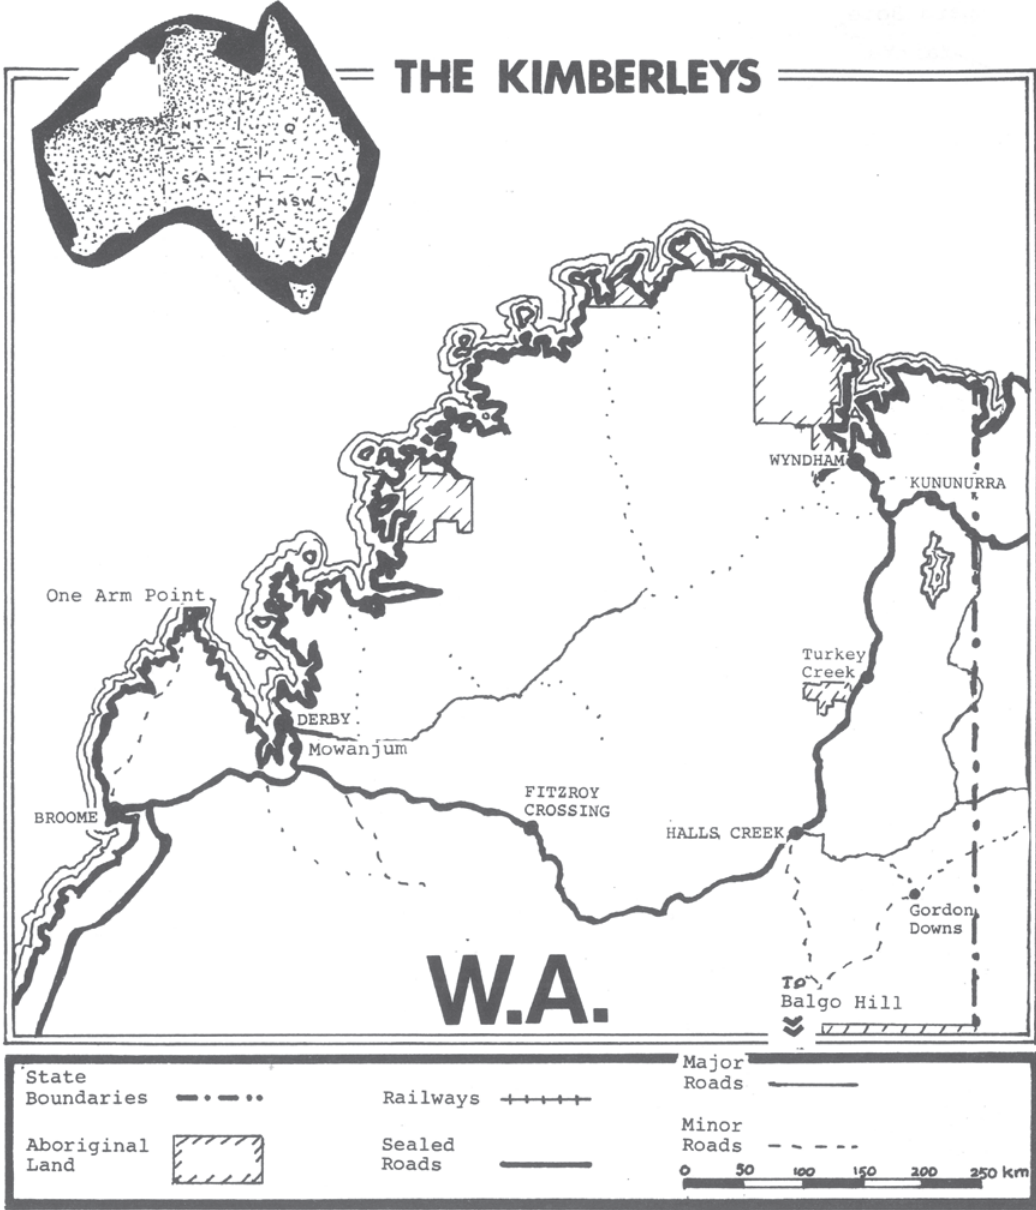 THE KIMBERLEYS
NT
Q
W
SA
NSW
V
T.
WYNDHAM
KUNUNURRA
One Arm Point
Turkey
Creek
DERBY
Mowanjum
BROOME
FITZROY
CROSSING
HALLS CREEK
Gordon
Downs
W.A.
TO
Balgo Hill
State
Boundaries
Railways
Major
Roads
Aboriginal
Land
Sealed
Roads
Minor
Roads
0 50 100 150 200 250 km